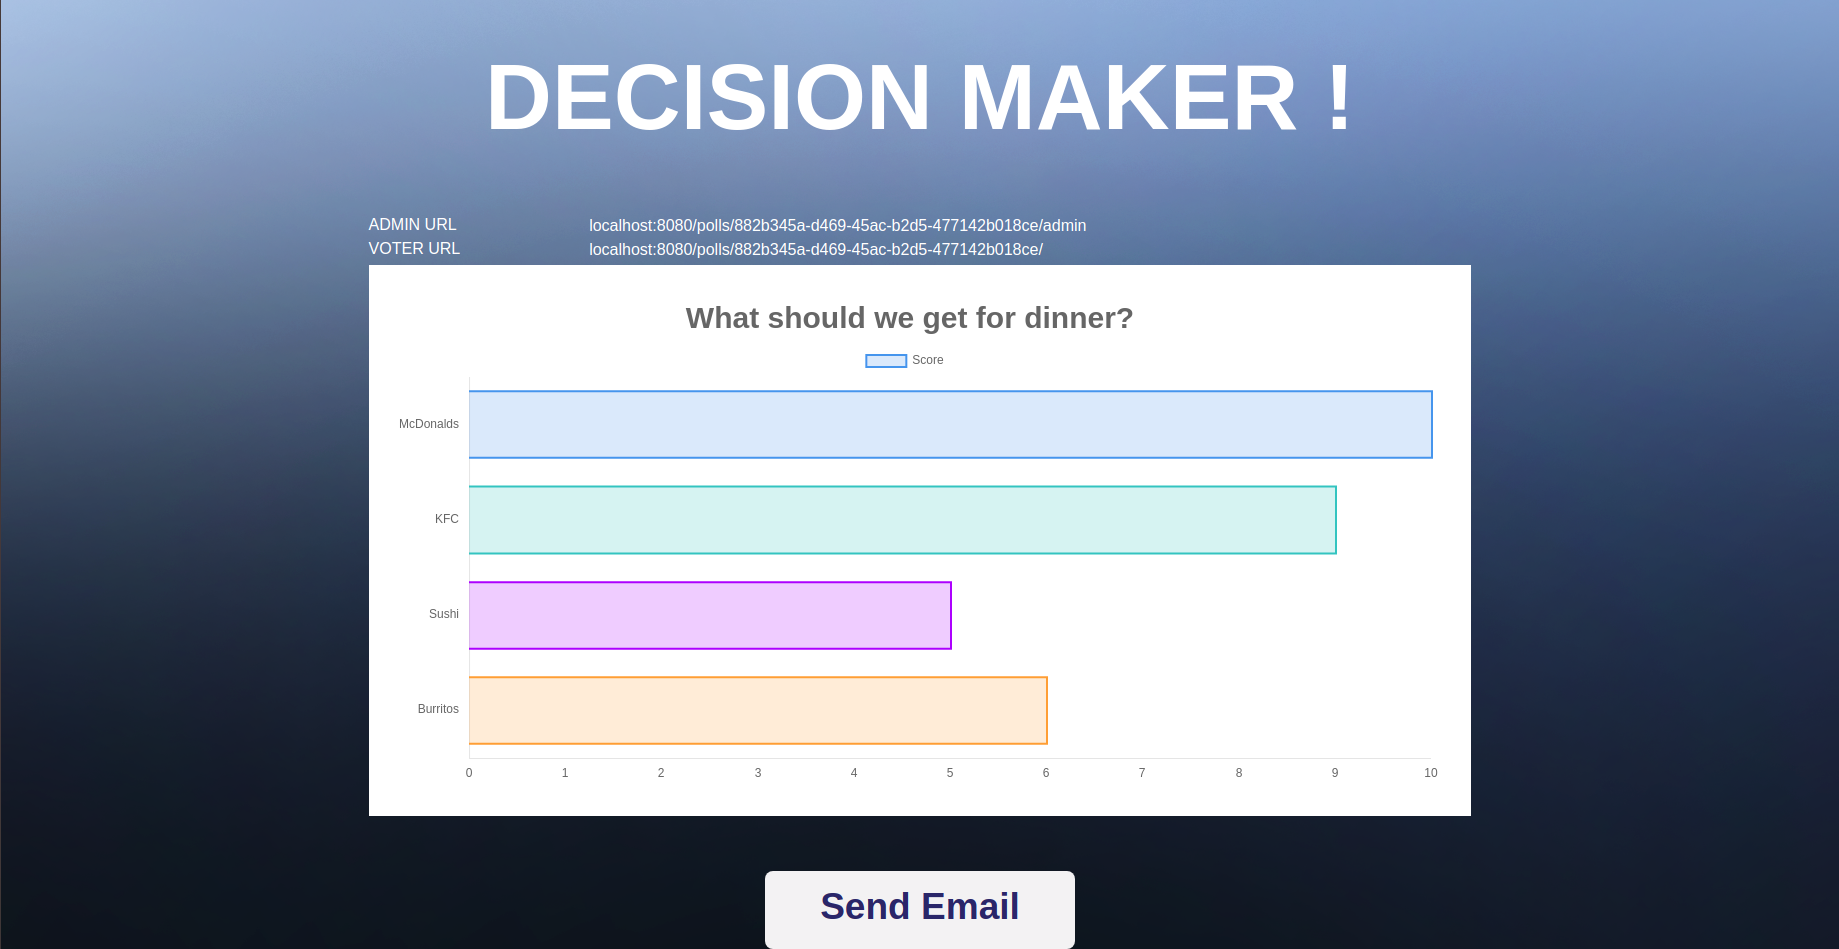 DECISION MAKER !
ADMIN URL localhost:8080/polls/882b345a-d469-45ac-b2d5-477142b018ce/admin
VOTER URL localhost:8080/polls/882b345a-d469-45ac-b2d5-477142b018ce/
What should we get for dinner?
Score
McDonalds
KFC
Sushi
Burritos
0 1 2 3 4 5 6 7 8 9 10
Send Email